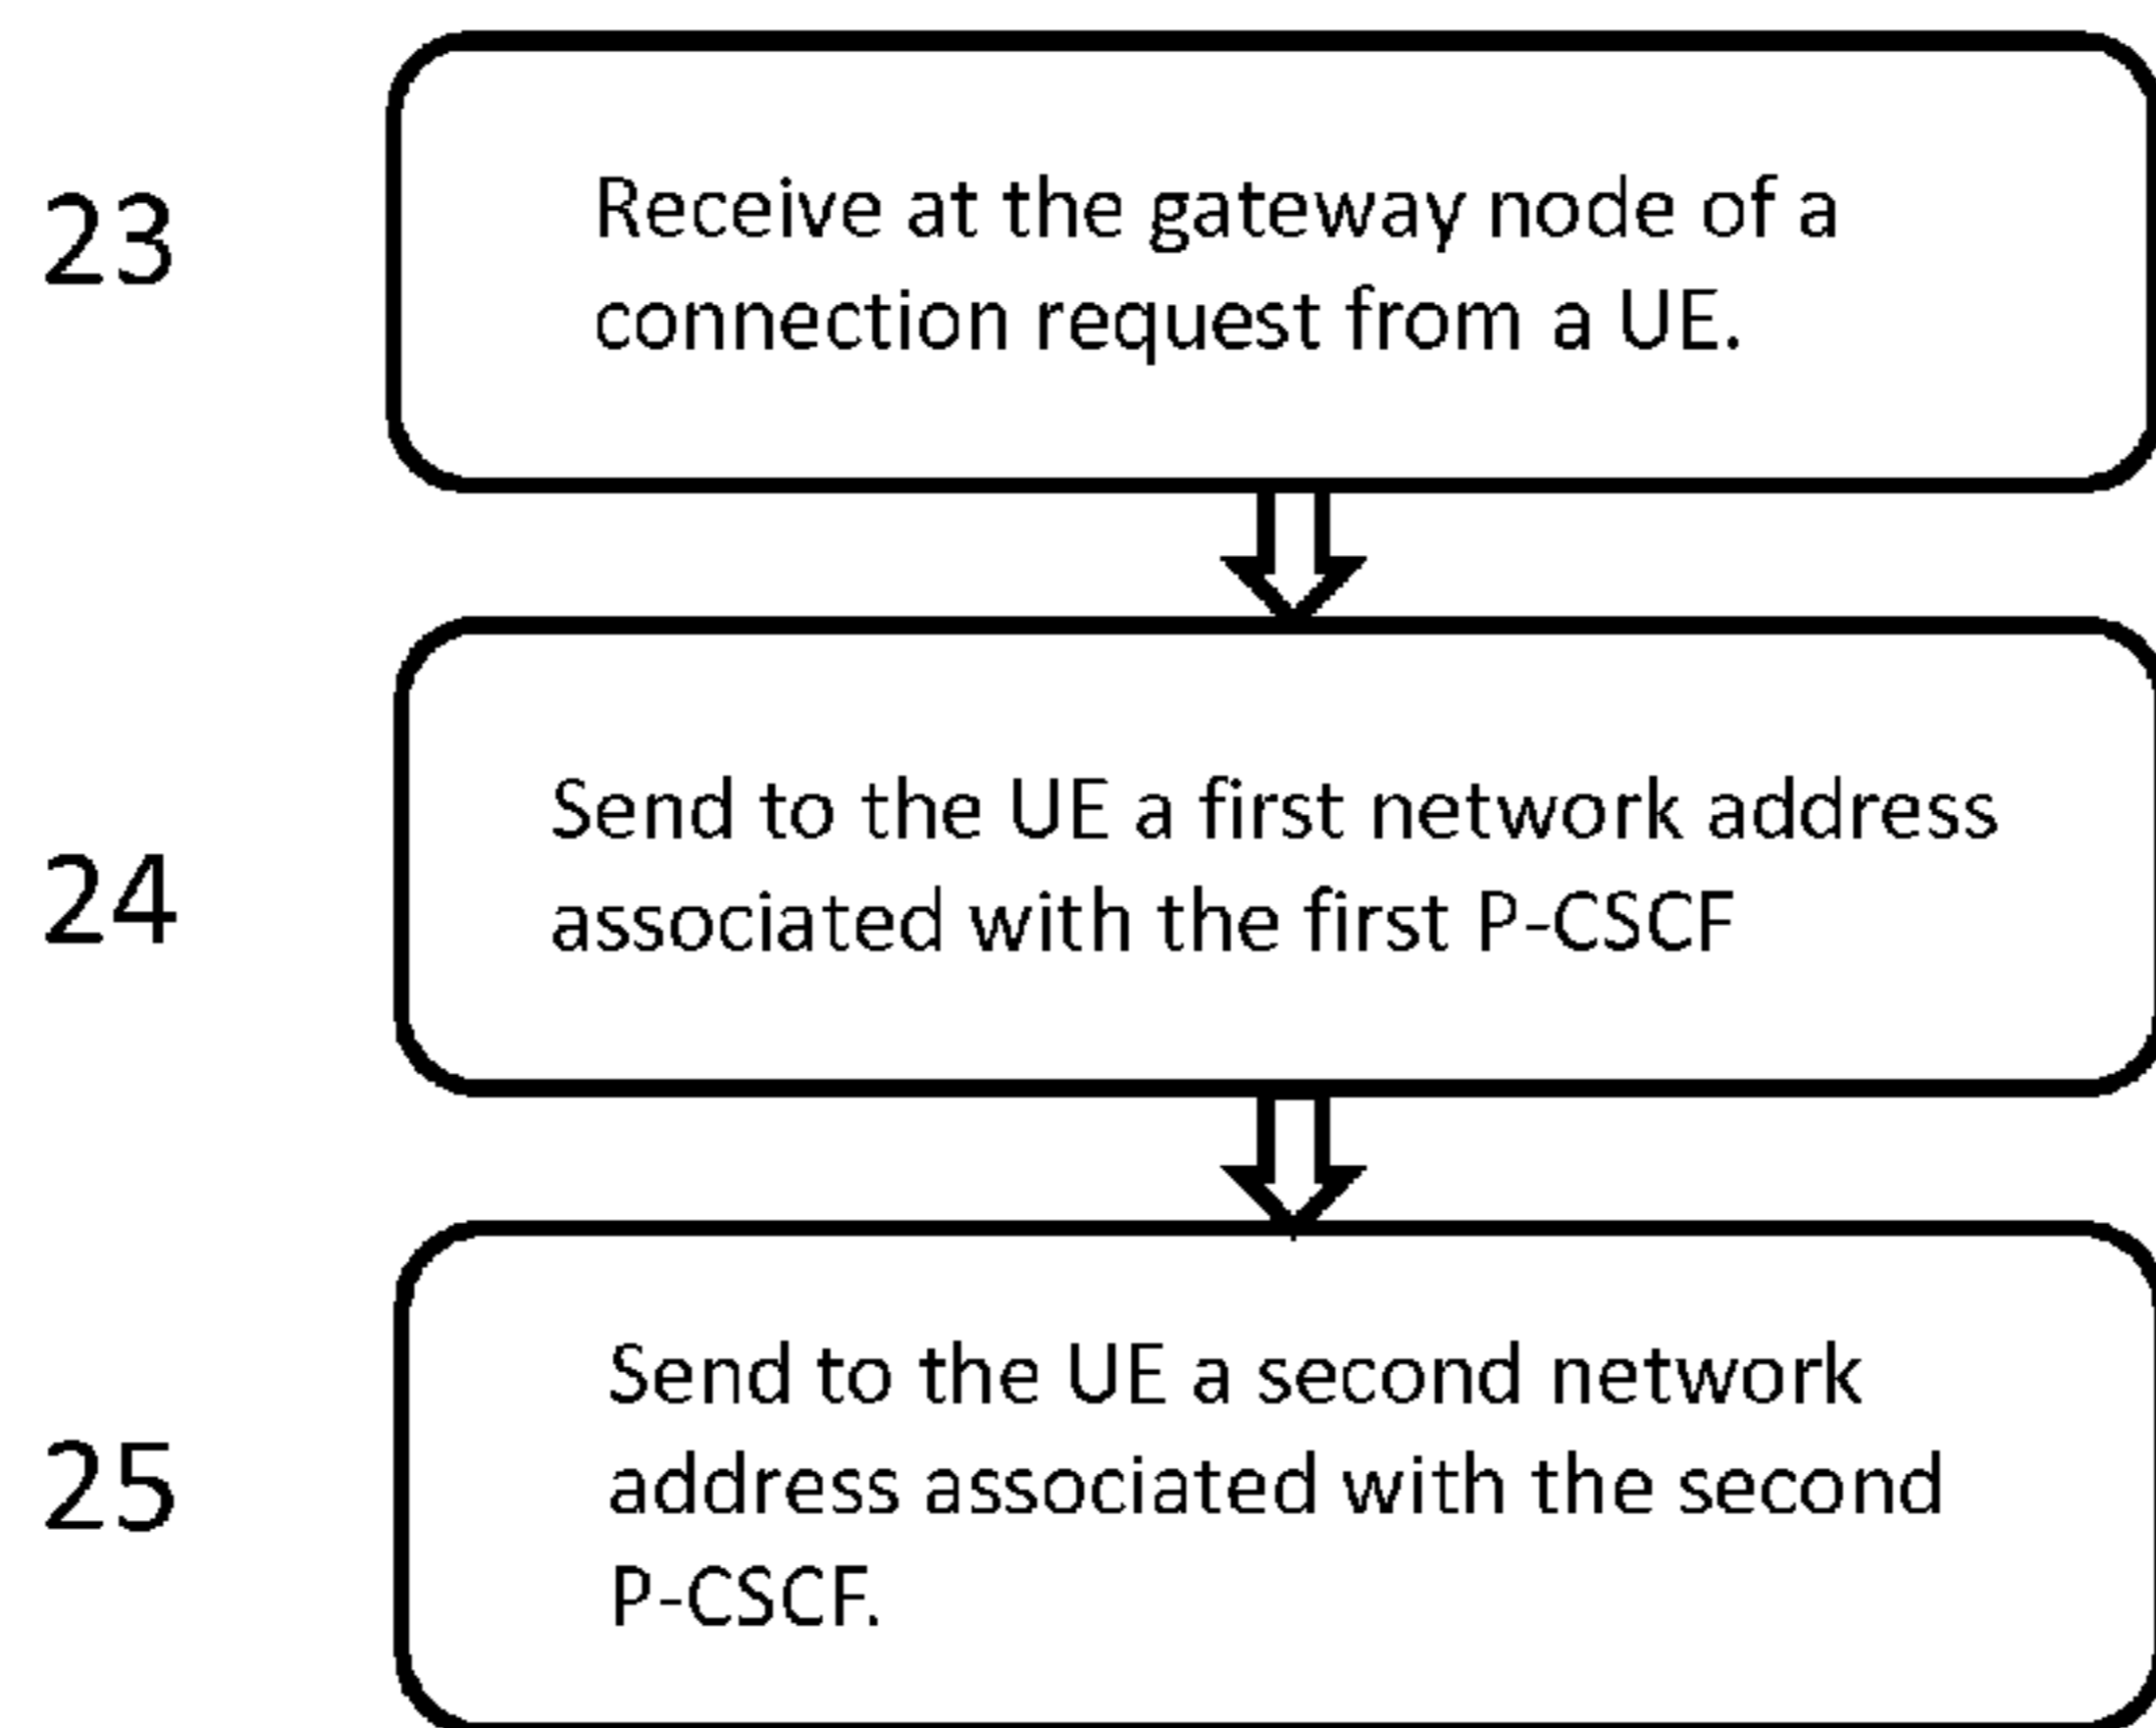 23
Receive at the gateway node of a
connection request from a UE.
24
Send to the UE a first network address
associated with the first P-CSCF
25
Send to the UE a second network
address associated with the second
P-CSCF.